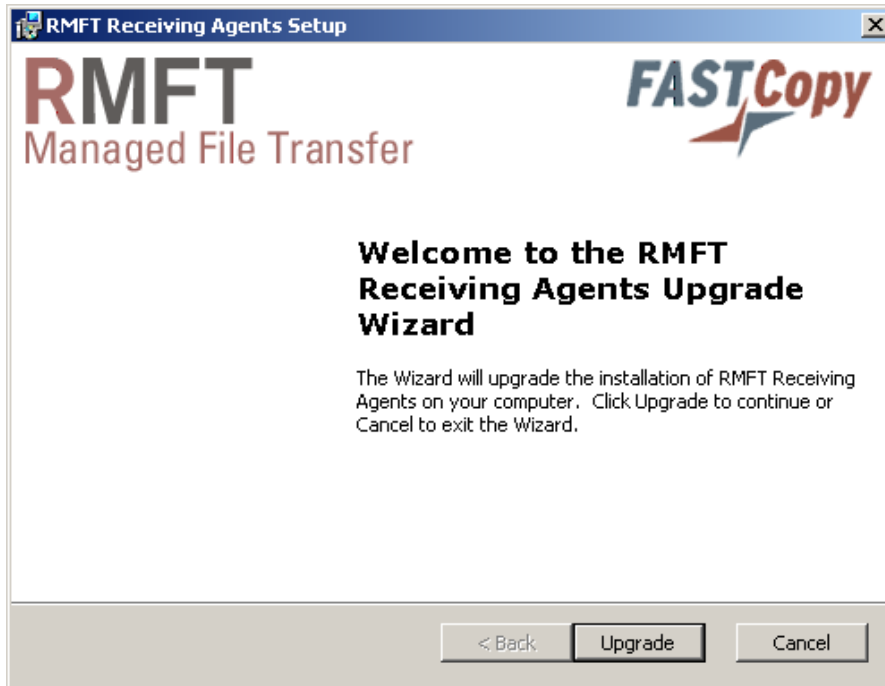 RMFT Receiving Agents Setup
RMFT
Managed File Transfer
FASTCopy
Welcome to the RMFT
Receiving Agents Upgrade
Wizard
The Wizard will upgrade the installation of RMFT Receiving
Agents on your computer.  Click Upgrade to continue or
Cancel to exit the Wizard.
< Back
Upgrade
Cancel